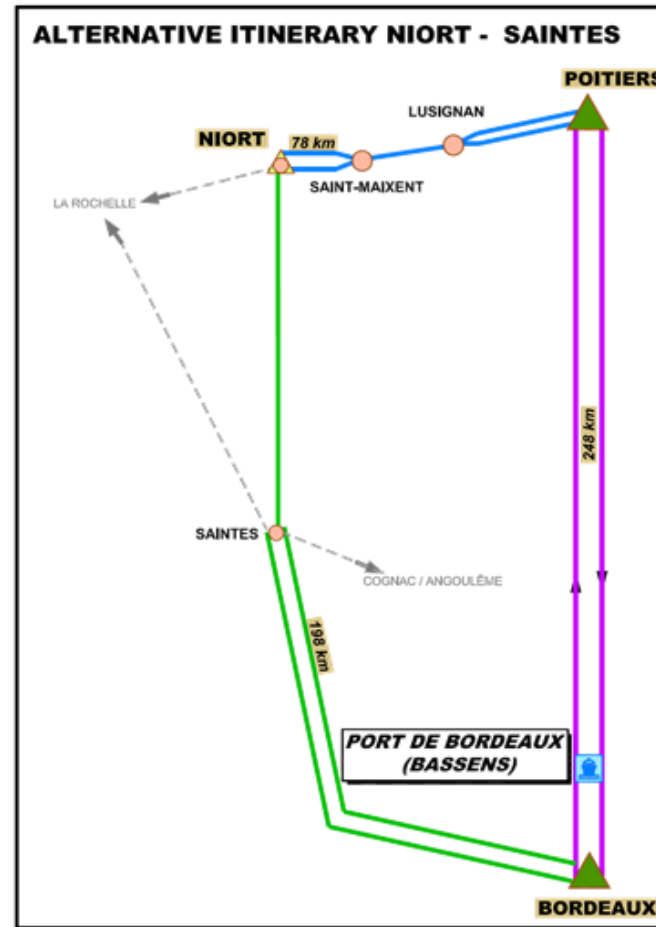 ALTERNATIVE ITINERARY NIORT - SAINTES
POITIERS
LUSIGNAN
NIORT
78 km
SAINT-MAIXENT
LA ROCHELLE
248 km
SAINTES
COGNAC / ANGOULÊME
198 km
PORT DE BORDEAUX
(BASSENS)
BORDEAUX